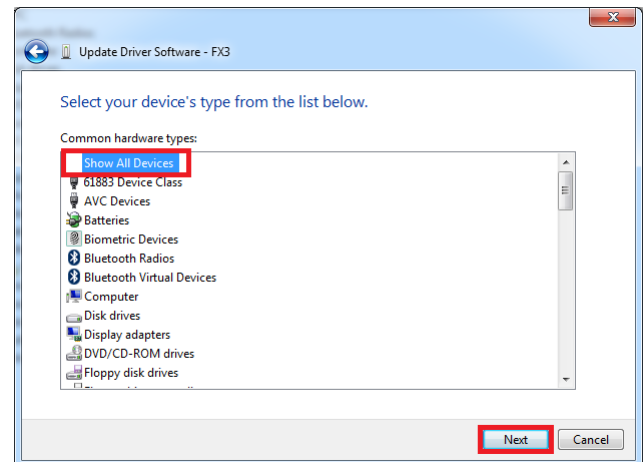 Update Driver Software - FX3
Select your device's type from the list below.
Common hardware types:
Show All Devices
61883 Device Class
AVC Devices
Batteries
Biometric Devices
Bluetooth Radios
Bluetooth Virtual Devices
Computer
Disk drives
Display adapters
DVD/CD-ROM drives
Floppy disk drives
Next
Cancel